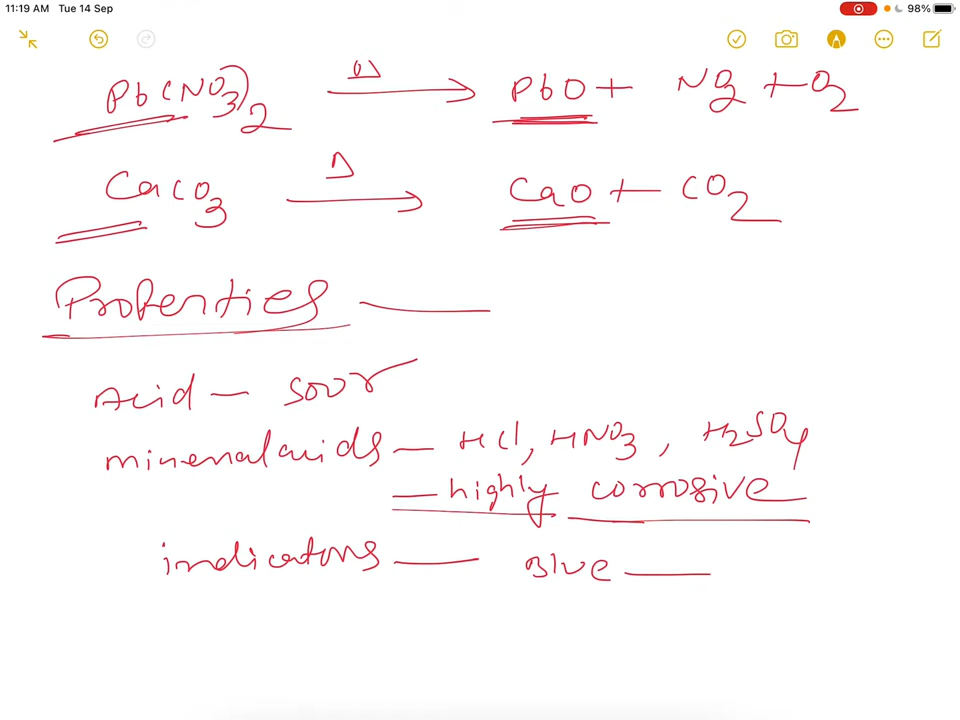 11:19 AM Tue 14 Sep 98%
Pb(NO3)2 Δ → PbO + NO2 + O2
CaCO3 Δ → CaO + CO2
Properties —
Acid — Sour
mineral acids — HCl, HNO3, H2SO4
— highly corrosive
indicators — Blue —